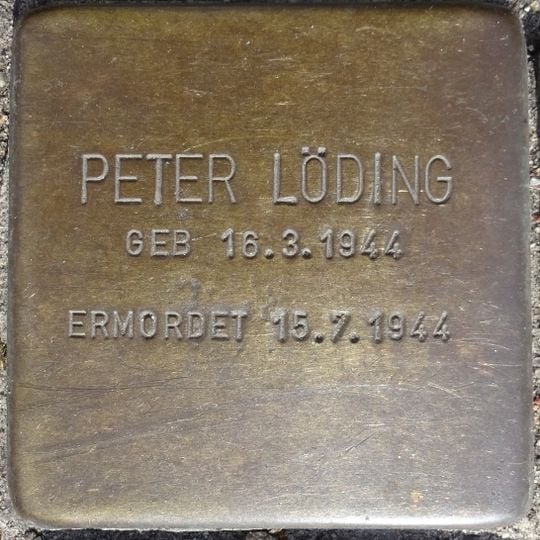 PETER LÖDING
GEB 16.3.1944
ERMORDET 15.7.1944